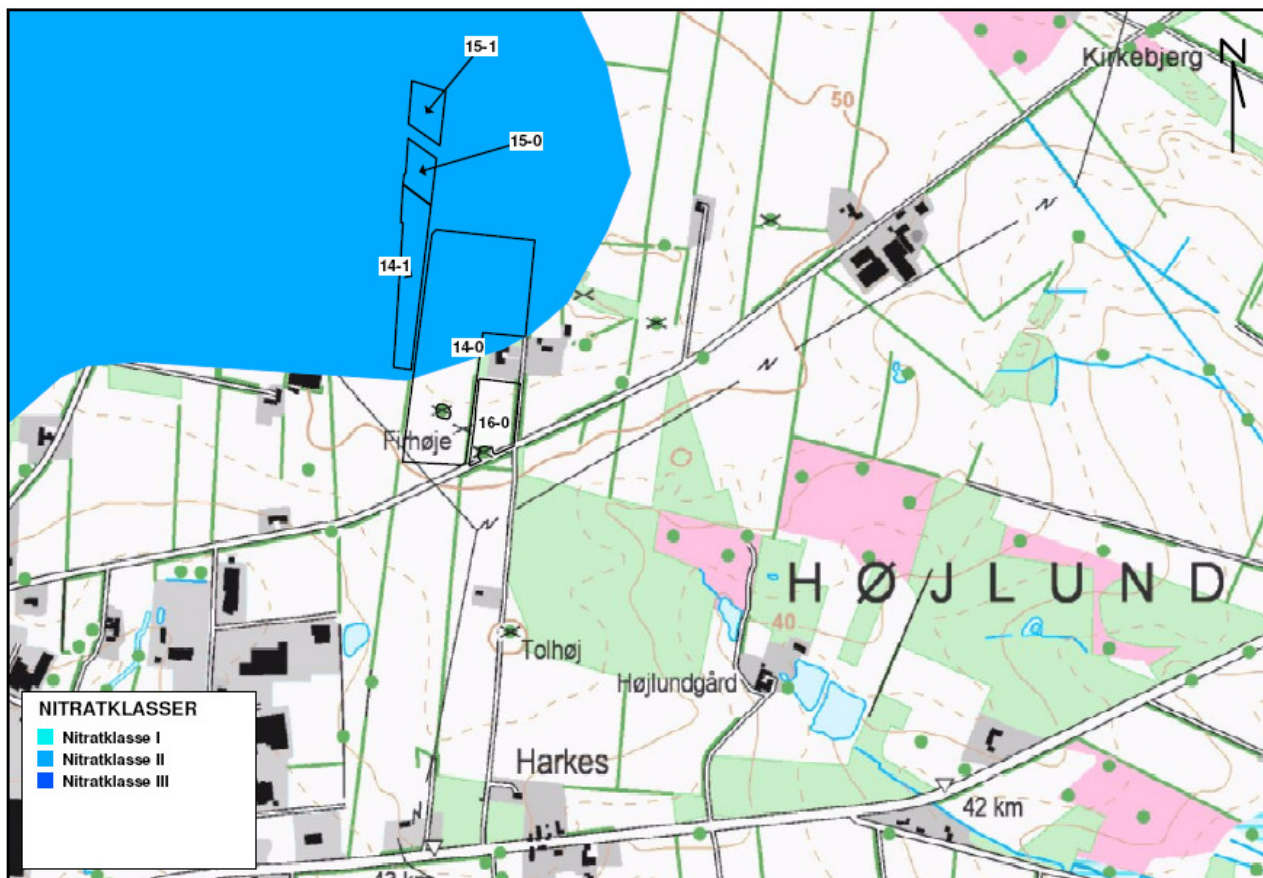 15-1
50
Kirkebjerg
N
15-0
14-1
14-0
16-0
Firhøje
HØJLUND
40
Tolhøj
Højlundgård
NITRATKLASSER
Nitratklasse I
Nitratklasse II
Nitratklasse III
Harkes
42 km